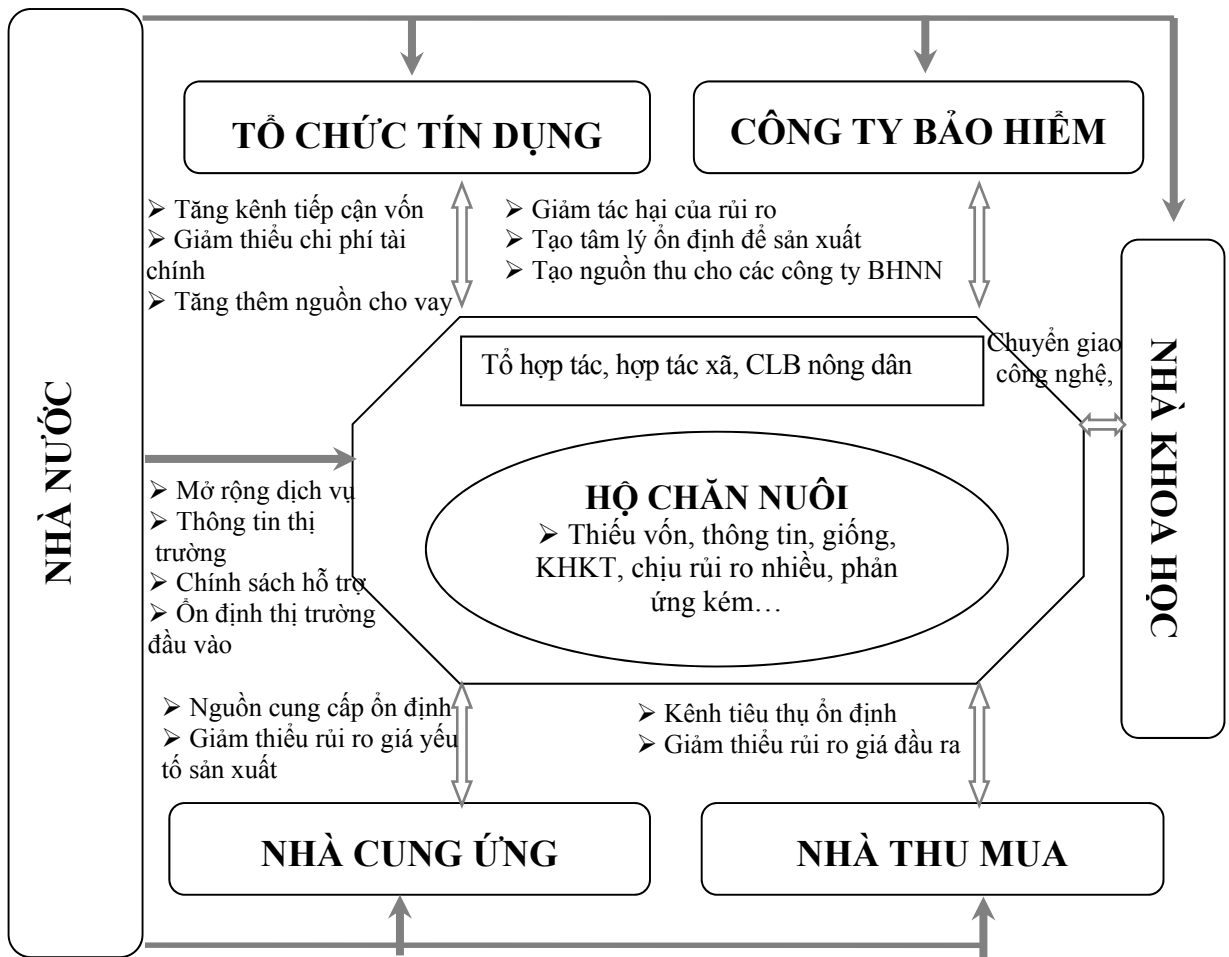 NHÀ NƯỚC
TỔ CHỨC TÍN DỤNG
CÔNG TY BẢO HIỂM
➢ Tăng kênh tiếp cận vốn
➢ Giảm thiểu chi phí tài
chính
➢ Tăng thêm nguồn cho vay
➢ Giảm tác hại của rủi ro
➢ Tạo tâm lý ổn định để sản xuất
➢ Tạo nguồn thu cho các công ty BHNN
Tổ hợp tác, hợp tác xã, CLB nông dân
Chuyển giao
công nghệ,
NHÀ KHOA HỌC
HỘ CHĂN NUÔI
➢ Thiếu vốn, thông tin, giống,
KHKT, chịu rủi ro nhiều, phản
ứng kém…
➢ Mở rộng dịch vụ
➢ Thông tin thị
trường
➢ Chính sách hỗ trợ
➢ Ổn định thị trường
đầu vào
➢ Nguồn cung cấp ổn định
➢ Giảm thiểu rủi ro giá yếu
tố sản xuất
➢ Kênh tiêu thụ ổn định
➢ Giảm thiểu rủi ro giá đầu ra
NHÀ CUNG ỨNG
NHÀ THU MUA